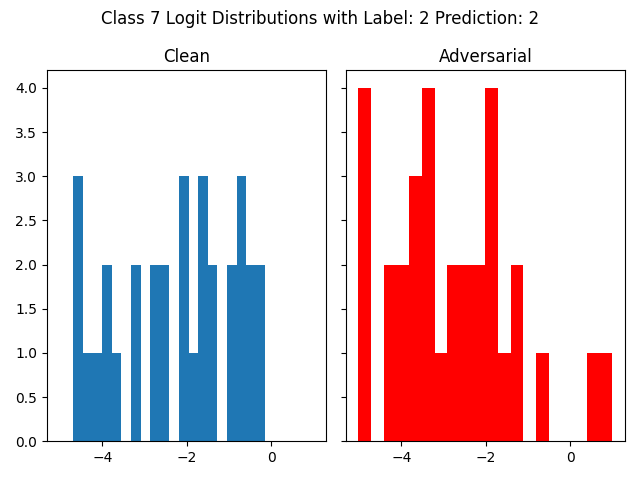 Class 7 Logit Distributions with Label: 2 Prediction: 2
Clean
Adversarial
4.0
3.5
3.0
2.5
2.0
1.5
1.0
0.5
0.0
−4 −2 0
−4 −2 0